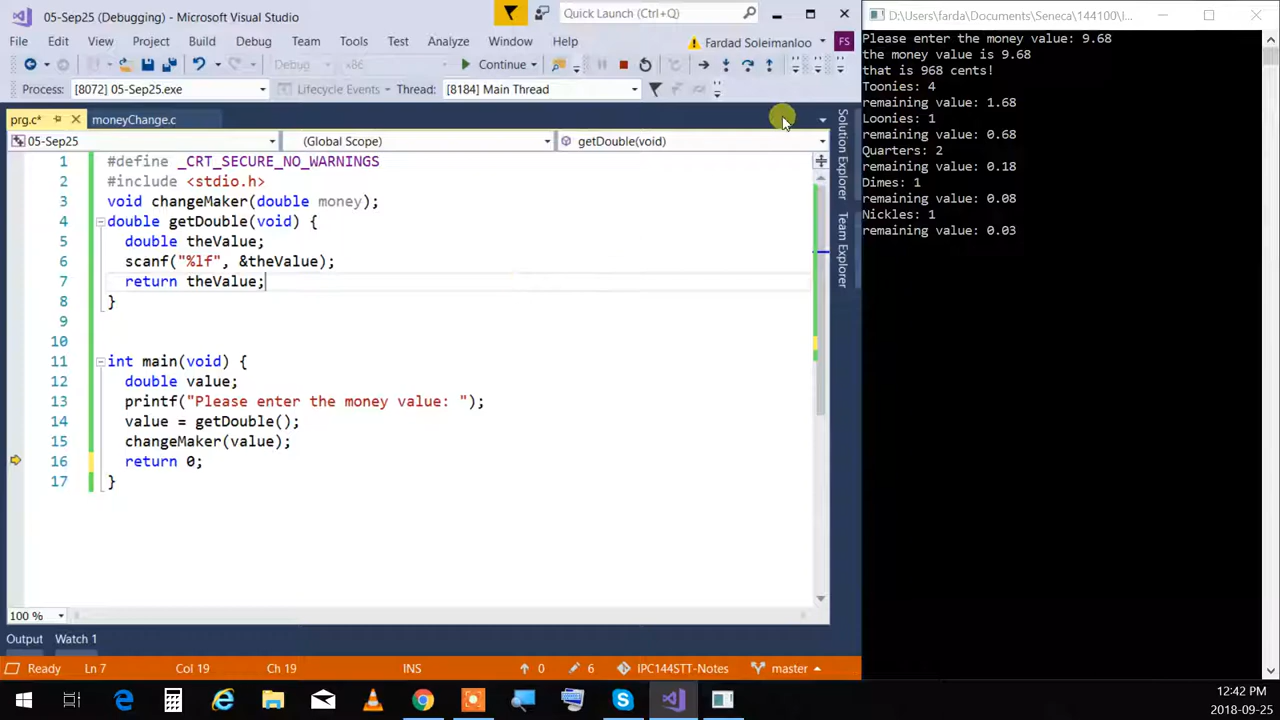 05-Sep25 (Debugging) - Microsoft Visual Studio
Quick Launch (Ctrl+Q)
File Edit View Project Build Debug Team Tools Test Analyze Window Help
Fardad Soleimanloo FS
Debug x86 Continue
Process: [8072] 05-Sep25.exe Lifecycle Events Thread: [8184] Main Thread
prg.c* moneyChange.c
05-Sep25 (Global Scope) getDouble(void)
1 #define _CRT_SECURE_NO_WARNINGS
2 #include <stdio.h>
3 void changeMaker(double money);
4 double getDouble(void) {
5 double theValue;
6 scanf("%lf", &theValue);
7 return theValue;
8 }
9
10
11 int main(void) {
12 double value;
13 printf("Please enter the money value: ");
14 value = getDouble();
15 changeMaker(value);
16 return 0;
17 }
100 %
Output Watch 1
Ready Ln 7 Col 19 Ch 19 INS 0 6 IPC144STT-Notes master
Solution Explorer
Team Explorer
D:\Users\farda\Documents\Seneca\144100\I...
Please enter the money value: 9.68
the money value is 9.68
that is 968 cents!
Toonies: 4
remaining value: 1.68
Loonies: 1
remaining value: 0.68
Quarters: 2
remaining value: 0.18
Dimes: 1
remaining value: 0.08
Nickles: 1
remaining value: 0.03
12:42 PM
2018-09-25